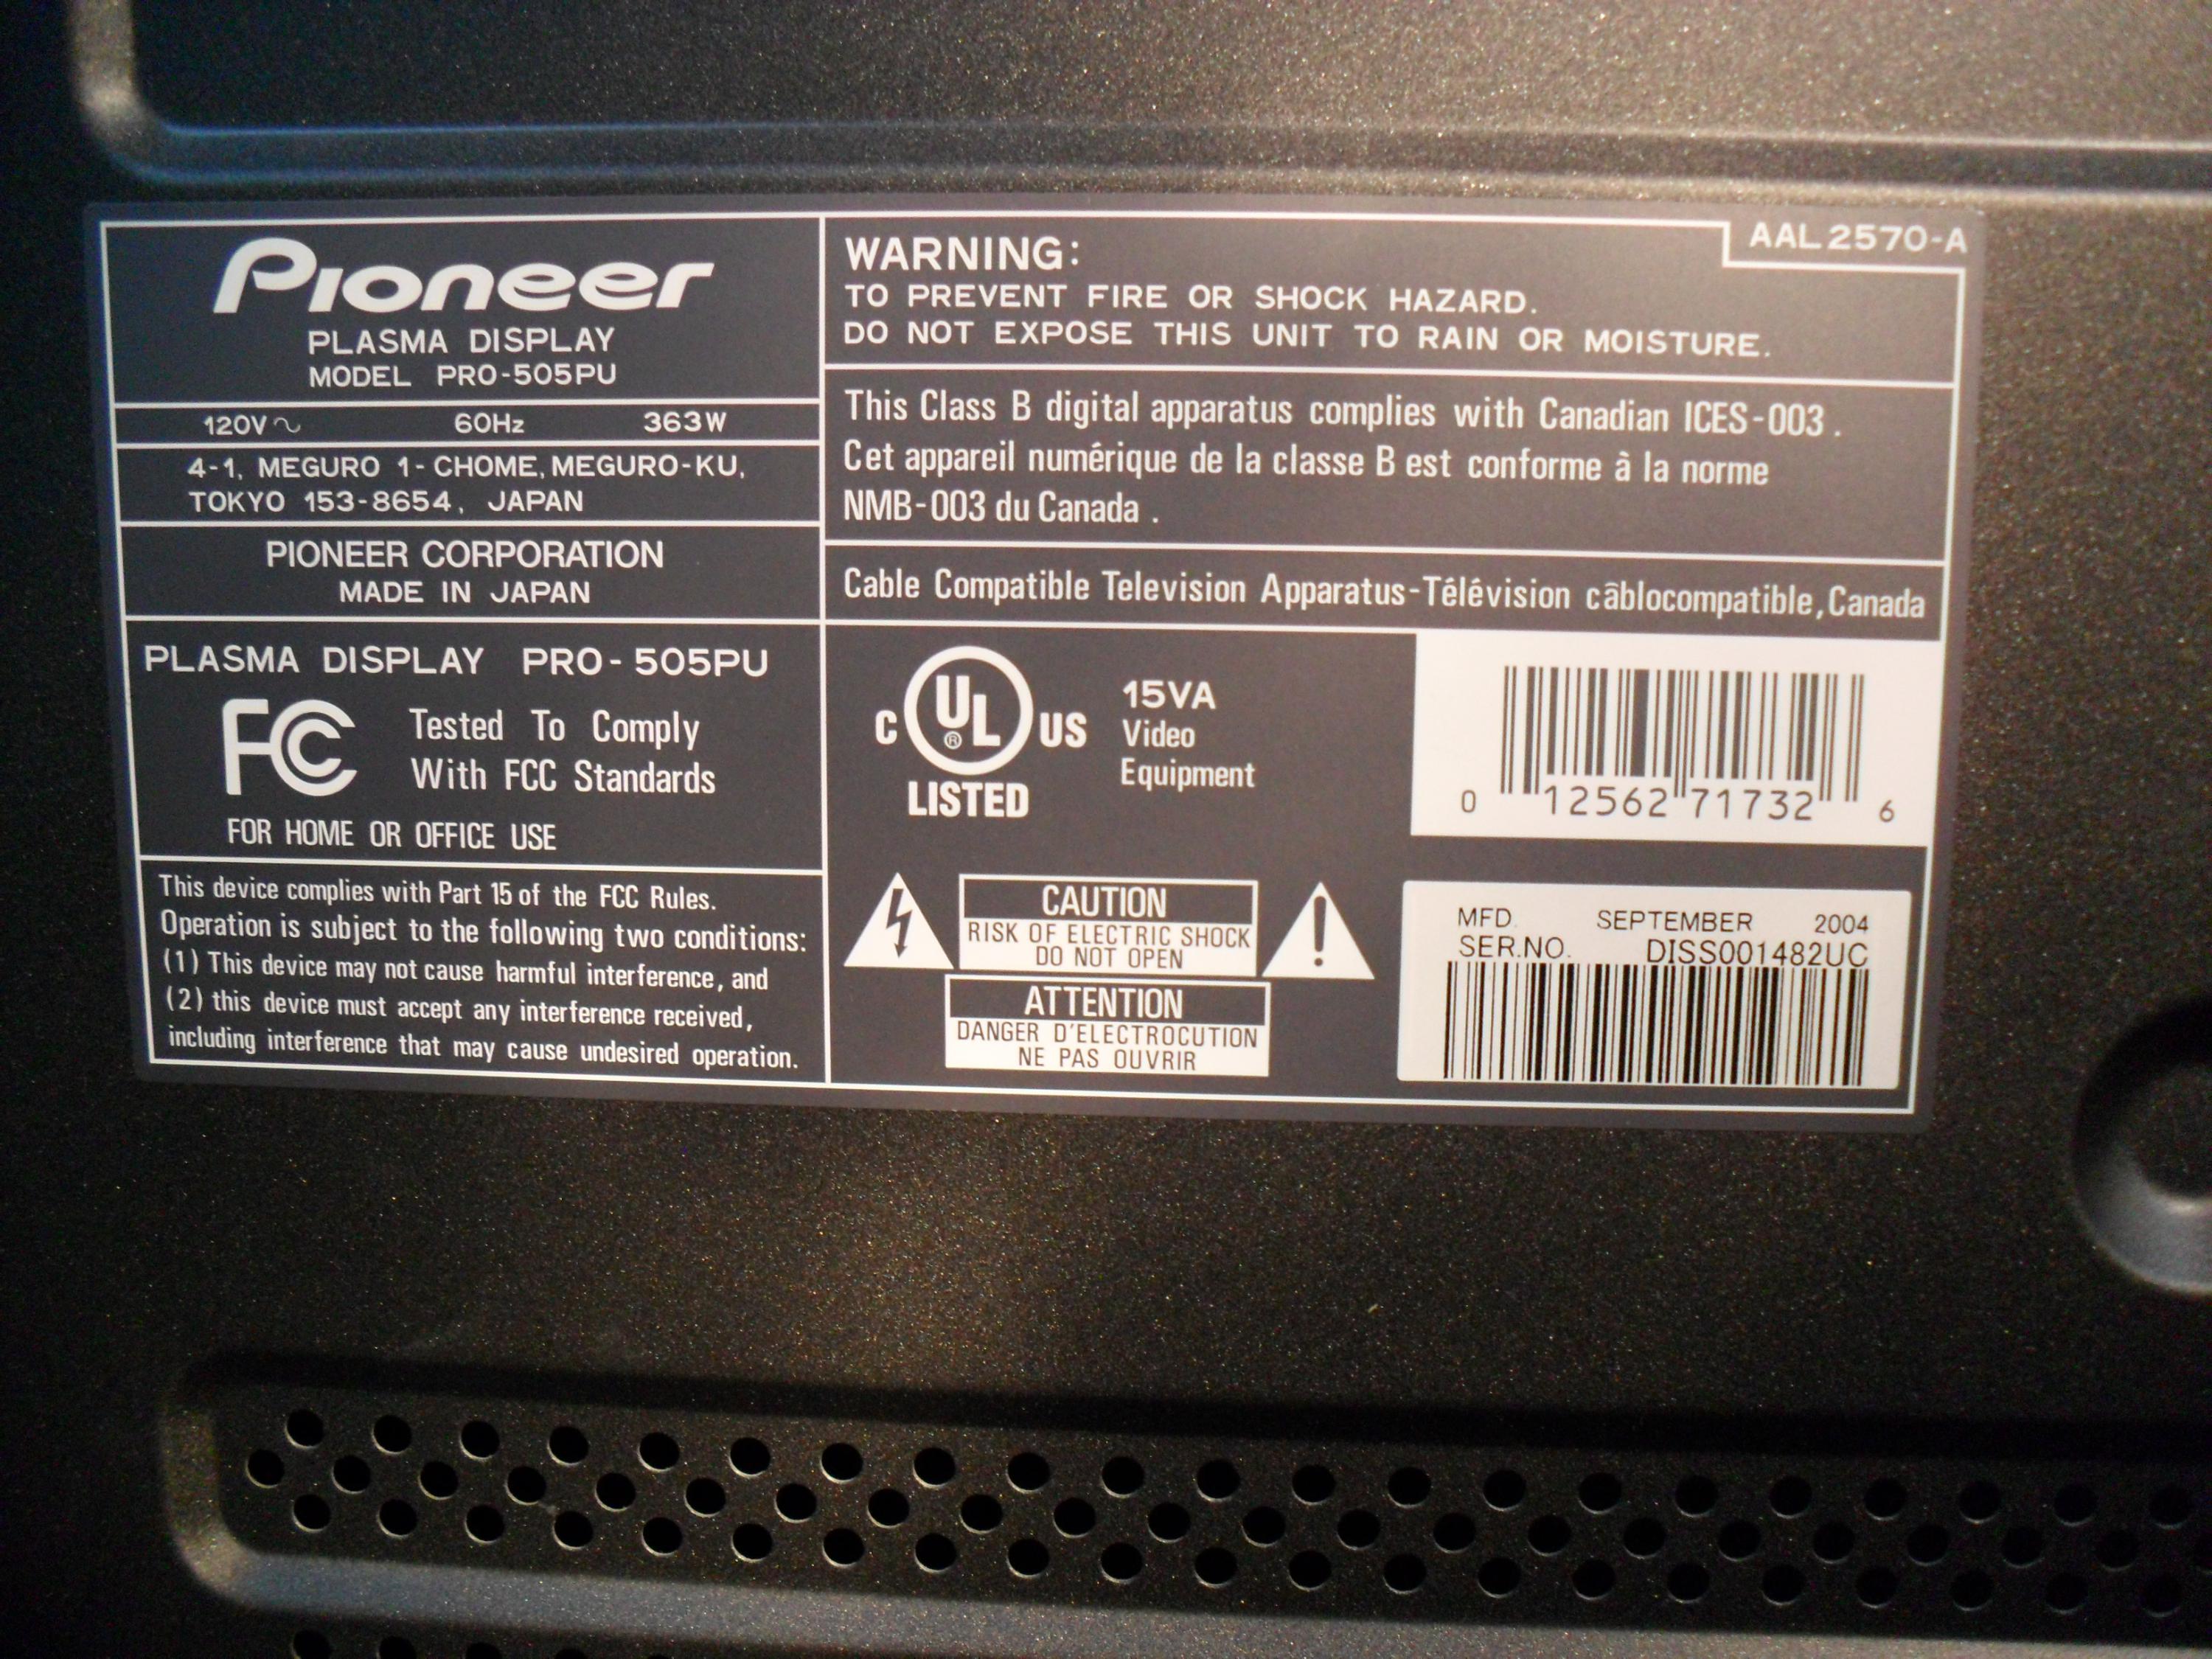 Pioneer
PLASMA DISPLAY
MODEL PRO-505PU
120V~ 60Hz 363W
4-1, MEGURO 1-CHOME, MEGURO-KU,
TOKYO 153-8654, JAPAN
PIONEER CORPORATION
MADE IN JAPAN
PLASMA DISPLAY PRO-505PU
FC Tested To Comply
With FCC Standards
FOR HOME OR OFFICE USE
This device complies with Part 15 of the FCC Rules.
Operation is subject to the following two conditions:
(1) This device may not cause harmful interference, and
(2) this device must accept any interference received,
including interference that may cause undesired operation.
AAL2570-A
WARNING:
TO PREVENT FIRE OR SHOCK HAZARD.
DO NOT EXPOSE THIS UNIT TO RAIN OR MOISTURE.
This Class B digital apparatus complies with Canadian ICES-003.
Cet appareil numérique de la classe B est conforme à la norme
NMB-003 du Canada.
Cable Compatible Television Apparatus-Télévision câblocompatible, Canada
C UL® US
LISTED
15VA
Video
Equipment
0 12562 71732 6
CAUTION
RISK OF ELECTRIC SHOCK
DO NOT OPEN
ATTENTION
DANGER D'ELECTROCUTION
NE PAS OUVRIR
MFD. SEPTEMBER 2004
SER.NO. DISS001482UC